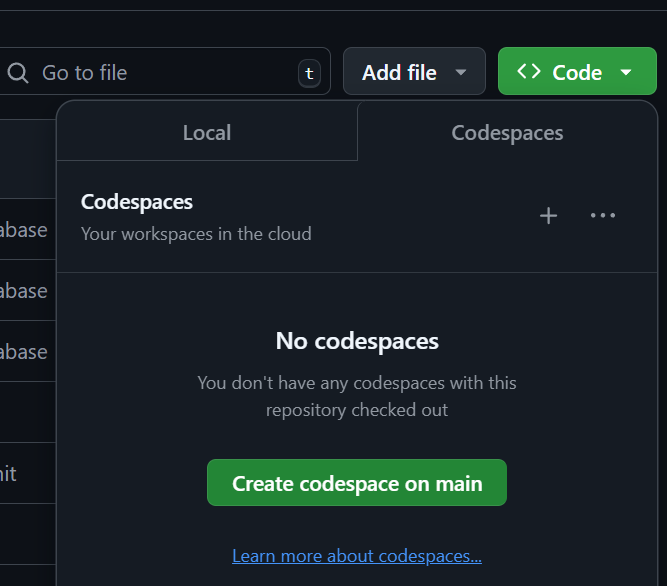 Go to file
t
Add file
Code
Local
Codespaces
Codespaces
Your workspaces in the cloud
abase
abase
abase
No codespaces
You don't have any codespaces with this
repository checked out
nit
Create codespace on main
Learn more about codespaces...